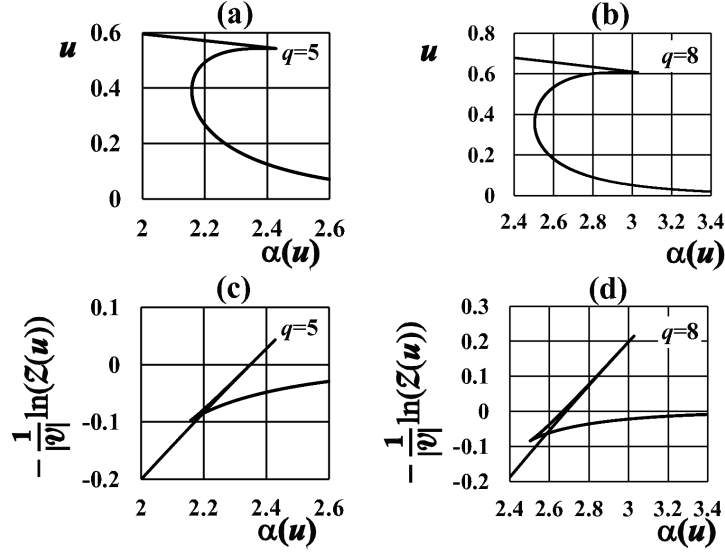 (a)
u
0.6
0.4
0.2
0
q=5
2 2.2 2.4 2.6
α(u)
(b)
u
0.8
0.6
0.4
0.2
0
q=8
2.4 2.6 2.8 3 3.2 3.4
α(u)
(c)
-1/|v| ln(Z(u))
0.1
0
-0.1
-0.2
q=5
2 2.2 2.4 2.6
α(u)
(d)
-1/|v| ln(Z(u))
0.3
0.2
0.1
0
-0.1
-0.2
q=8
2.4 2.6 2.8 3 3.2 3.4
α(u)